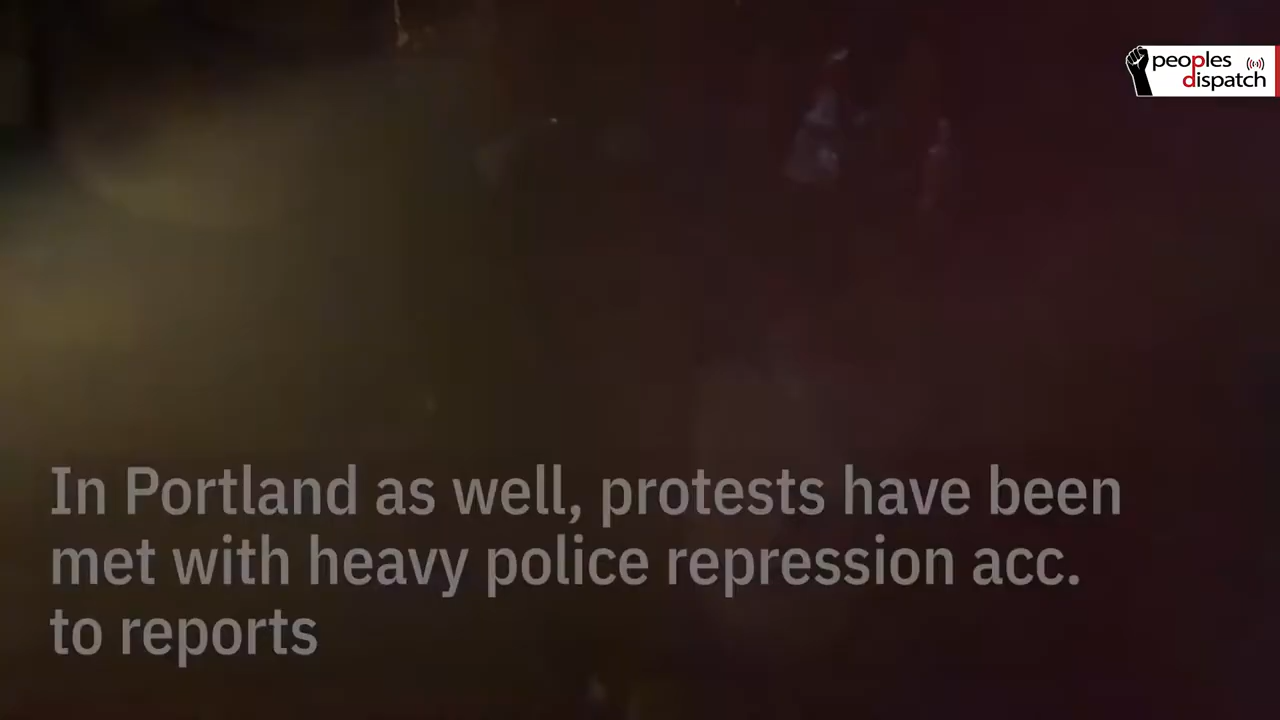 peoples
dispatch
In Portland as well, protests have been
met with heavy police repression acc.
to reports